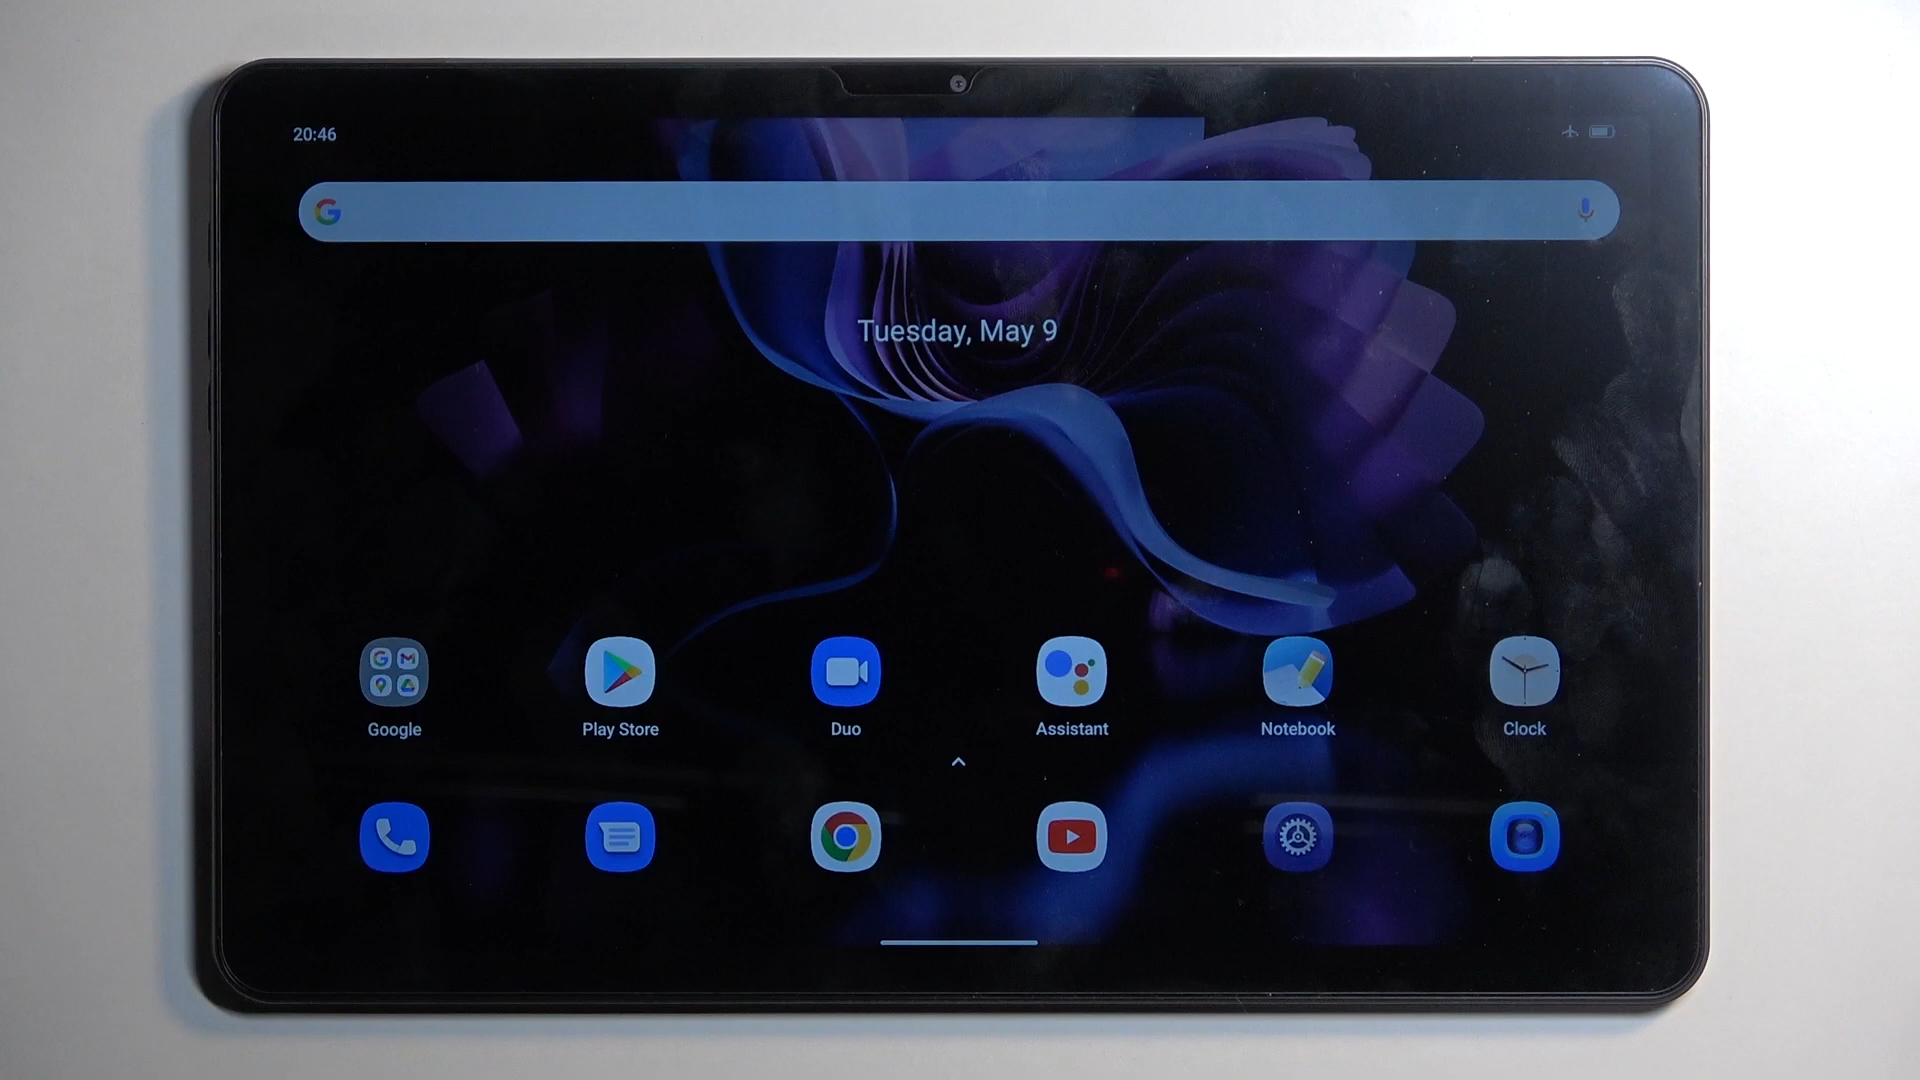 20:46
Tuesday, May 9
Google
Play Store
Duo
Assistant
Notebook
Clock